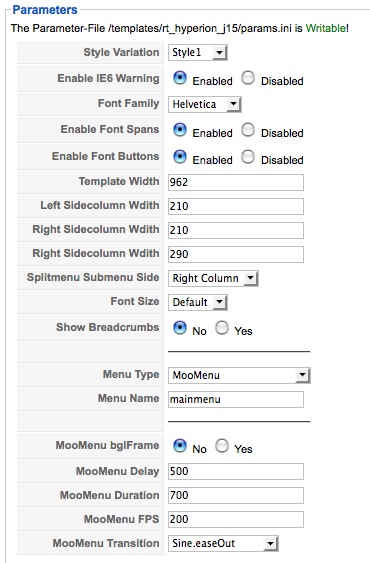 Parameters
The Parameter-File /templates/rt_hyperion_j15/params.ini is Writable!
Style Variation Style1
Enable IE6 Warning Enabled Disabled
Font Family Helvetica
Enable Font Spans Enabled Disabled
Enable Font Buttons Enabled Disabled
Template Width 962
Left Sidecolumn Wdith 210
Right Sidecolumn Wdith 210
Right Sidecolumn Wdith 290
Splitmenu Submenu Side Right Column
Font Size Default
Show Breadcrumbs No Yes
Menu Type MooMenu
Menu Name mainmenu
MooMenu bgIFrame No Yes
MooMenu Delay 500
MooMenu Duration 700
MooMenu FPS 200
MooMenu Transition Sine.easeOut